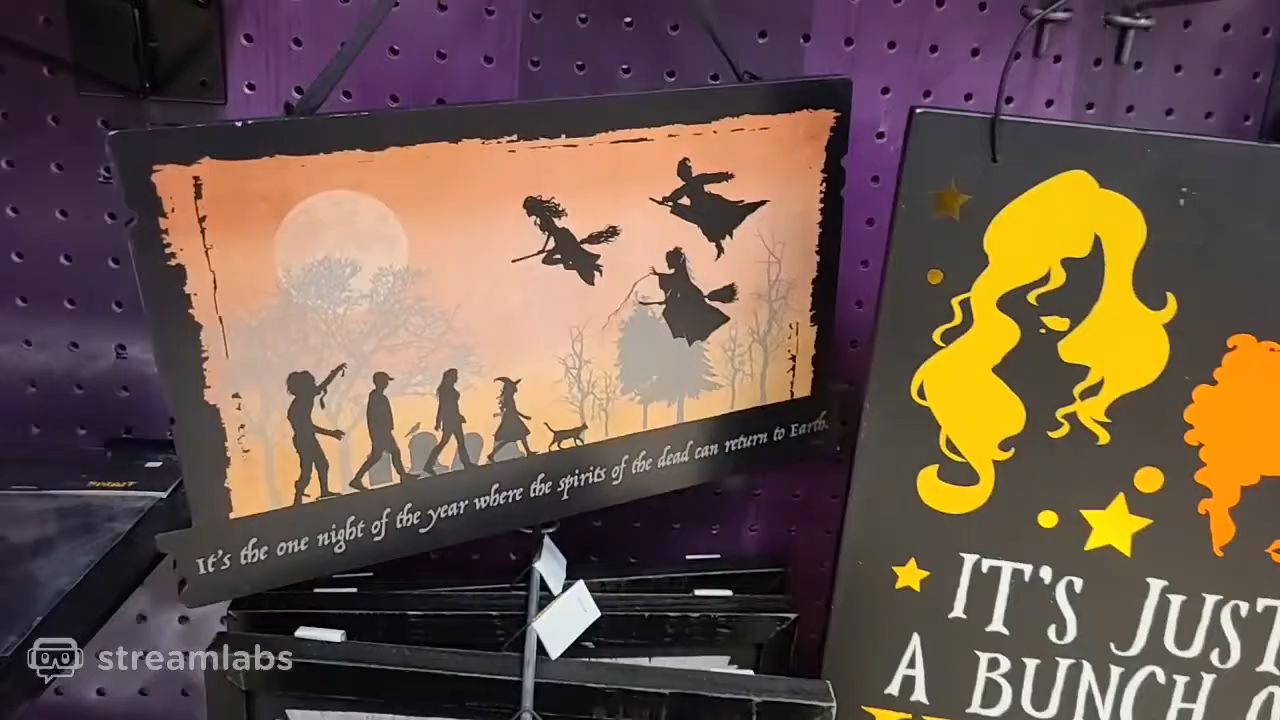 It's the one night of the year where the spirits of the dead can return to Earth.
IT'S JUST
A BUNCH
streamlabs